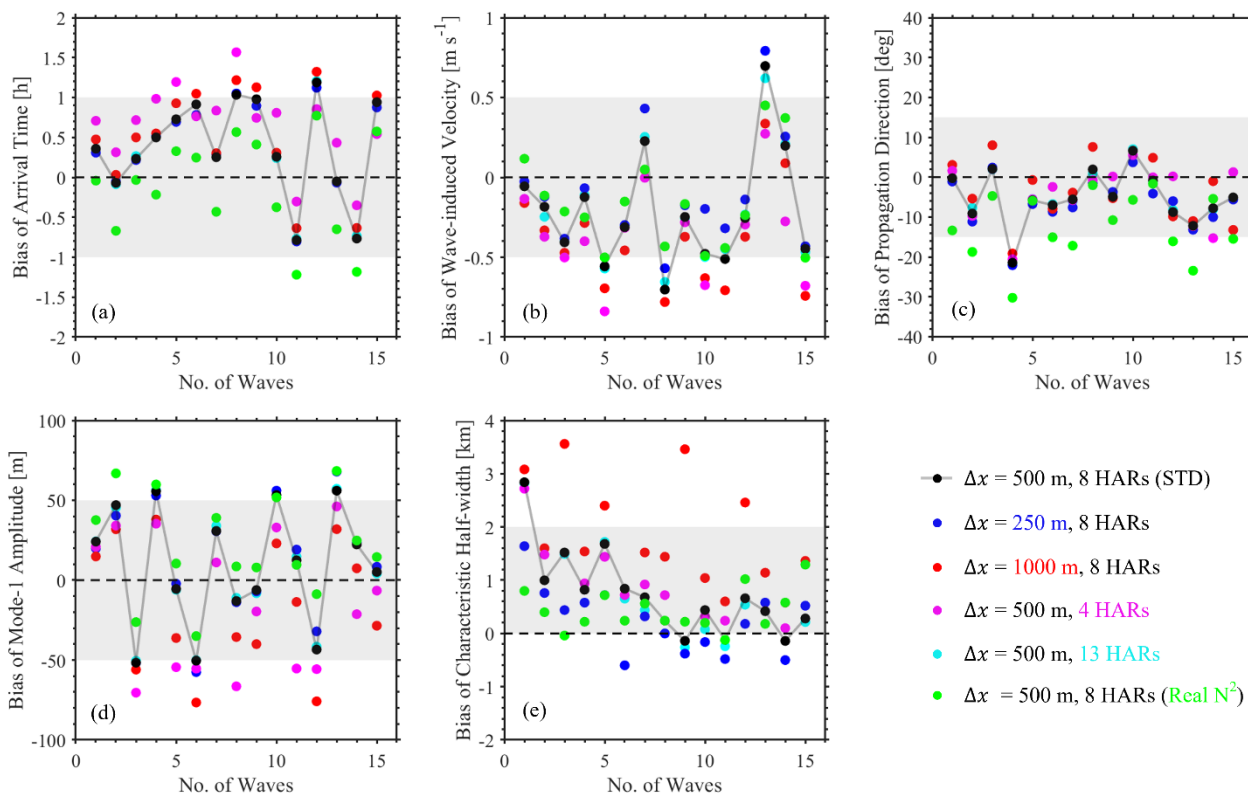 2
1.5
1
0.5
0
-0.5
-1
-1.5
-2
0
5
10
15
Bias of Arrival Time [h]
No. of Waves
(a)
1
0.5
0
-0.5
-1
0
5
10
15
Bias of Wave-induced Velocity [m s⁻¹]
No. of Waves
(b)
40
30
20
10
0
-10
-20
-30
-40
0
5
10
15
Bias of Propagation Direction [deg]
No. of Waves
(c)
100
50
0
-50
-100
0
5
10
15
Bias of Mode-1 Amplitude [m]
No. of Waves
(d)
4
3
2
1
0
-1
-2
0
5
10
15
Bias of Characteristic Half-width [km]
No. of Waves
(e)
Δx = 500 m, 8 HARs (STD)
Δx = 250 m, 8 HARs
Δx = 1000 m, 8 HARs
Δx = 500 m, 4 HARs
Δx = 500 m, 13 HARs
Δx = 500 m, 8 HARs (Real N²)